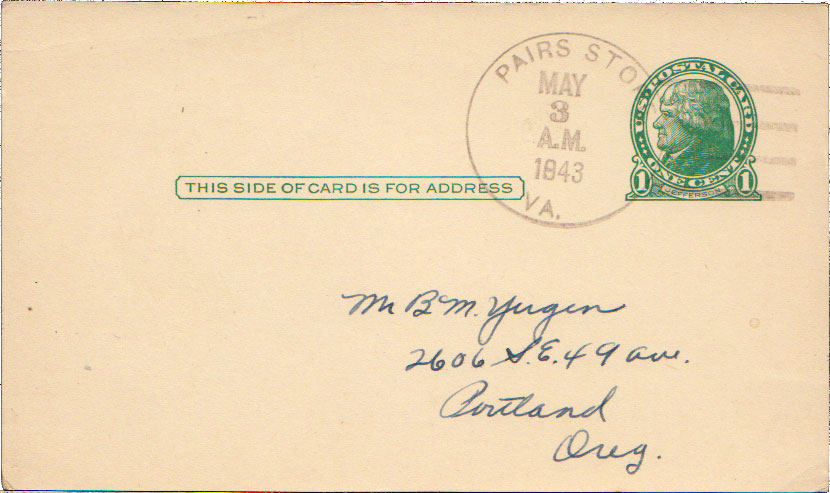 PAIRS STO
MAY
3
A.M.
1943
VA.
U.S. POSTAL CARD
ONE CENT
1 JEFFERSON 1
THIS SIDE OF CARD IS FOR ADDRESS
Mr B. M. Yergen
2606 S.E. 49 ave.
Portland
Oreg.